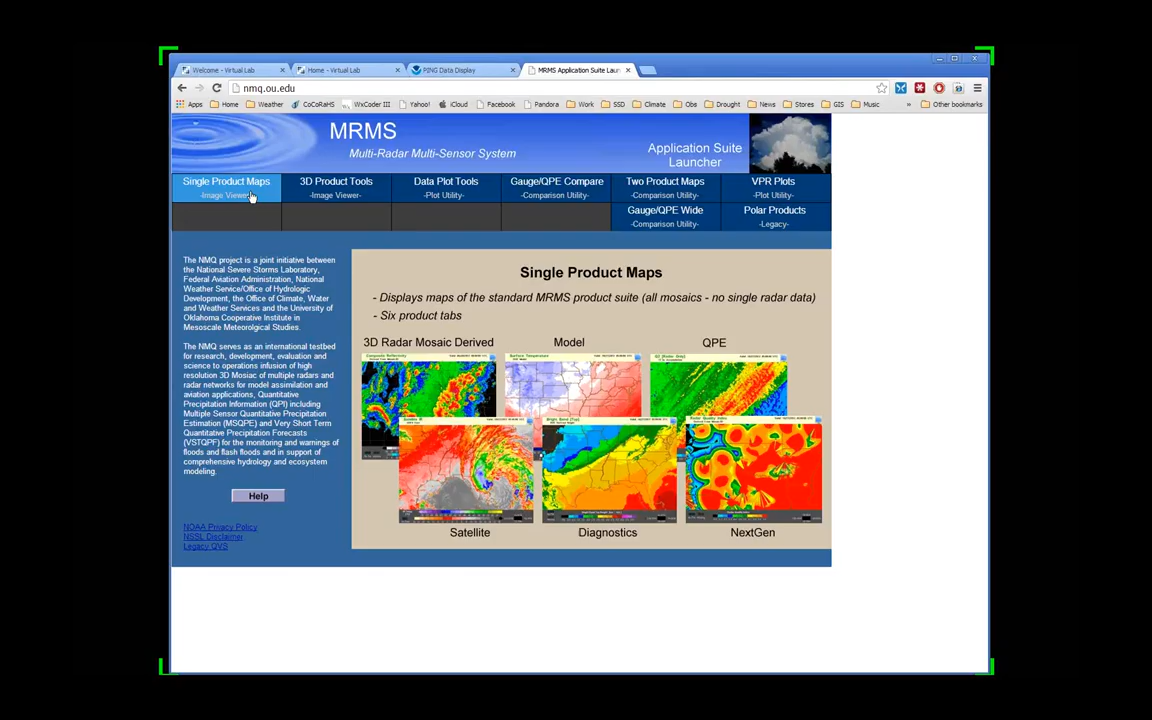 Welcome - Virtual Lab
Home - Virtual Lab
PING Data Display
MRMS Application Suite Laun
nmq.ou.edu
Apps Home Weather CoCoRaHS WxCoder III Yahoo! iCloud Facebook Pandora Work SSD Climate Obs Drought News Stores GIS Music » Other bookmarks
MRMS
Multi-Radar Multi-Sensor System
Application Suite
Launcher
Single Product Maps 3D Product Tools Data Plot Tools Gauge/QPE Compare Two Product Maps VPR Plots
-Image Viewer- -Image Viewer- -Plot Utility- -Comparison Utility- -Comparison Utility- -Plot Utility-
Gauge/QPE Wide Polar Products
-Comparison Utility- -Legacy-
The NMQ project is a joint initiative between
the National Severe Storms Laboratory,
Federal Aviation Administration, National
Weather Service/Office of Hydrologic
Development, the Office of Climate, Water
and Weather Services and the University of
Oklahoma Cooperative Institute in
Mesoscale Meteorolgical Studies.
The NMQ serves as an international testbed
for research, development, evaluation and
science to operations infusion of high
resolution 3D Mosiac of multiple radars and
radar networks for model assimilation and
aviation applications, Quantitative
Precipitation Information (QPI) including
Multiple Sensor Quantitative Precipitation
Estimation (MSQPE) and Very Short Term
Quantitative Precipitation Forecasts
(VSTQPF) for the monitoring and warnings of
floods and flash floods and in support of
comprehensive hydrology and ecosystem
modeling.
Help
NOAA Privacy Policy
NSSL Disclaimer
Legacy QVS
Single Product Maps
- Displays maps of the standard MRMS product suite (all mosaics - no single radar data)
- Six product tabs
3D Radar Mosaic Derived Model QPE
Composite Reflectivity
Surface Temperature
Satellite Diagnostics NextGen